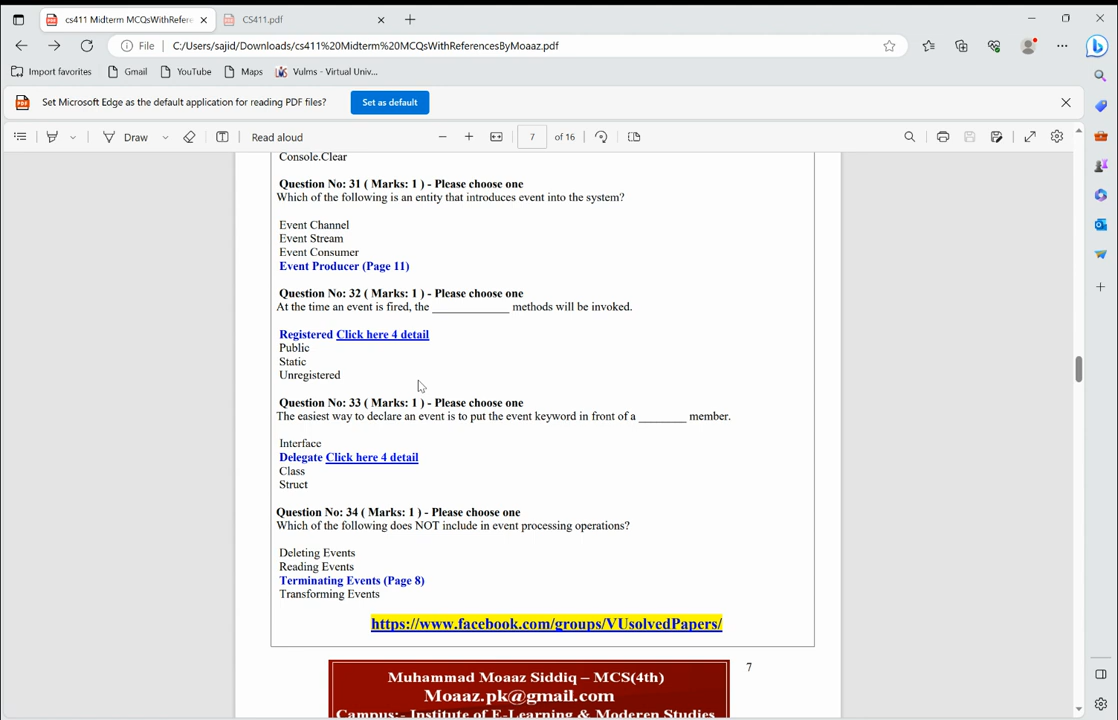 cs411 Midterm MCQsWithRefere
CS411.pdf
File
C:/Users/sajid/Downloads/cs411%20Midterm%20MCQsWithReferencesByMoaaz.pdf
Import favorites
Gmail
YouTube
Maps
Vulms - Virtual Univ...
Set Microsoft Edge as the default application for reading PDF files?
Set as default
Draw
Read aloud
7
of 16
Console.Clear
Question No: 31 ( Marks: 1 ) - Please choose one
Which of the following is an entity that introduces event into the system?
Event Channel
Event Stream
Event Consumer
Event Producer (Page 11)
Question No: 32 ( Marks: 1 ) - Please choose one
At the time an event is fired, the ______________ methods will be invoked.
Registered Click here 4 detail
Public
Static
Unregistered
Question No: 33 ( Marks: 1 ) - Please choose one
The easiest way to declare an event is to put the event keyword in front of a ________ member.
Interface
Delegate Click here 4 detail
Class
Struct
Question No: 34 ( Marks: 1 ) - Please choose one
Which of the following does NOT include in event processing operations?
Deleting Events
Reading Events
Terminating Events (Page 8)
Transforming Events
https://www.facebook.com/groups/VUsolvedPapers/
7
Muhammad Moaaz Siddiq – MCS(4th)
Moaaz.pk@gmail.com
Campus:- Institute of E-Learning & Moderen Studies